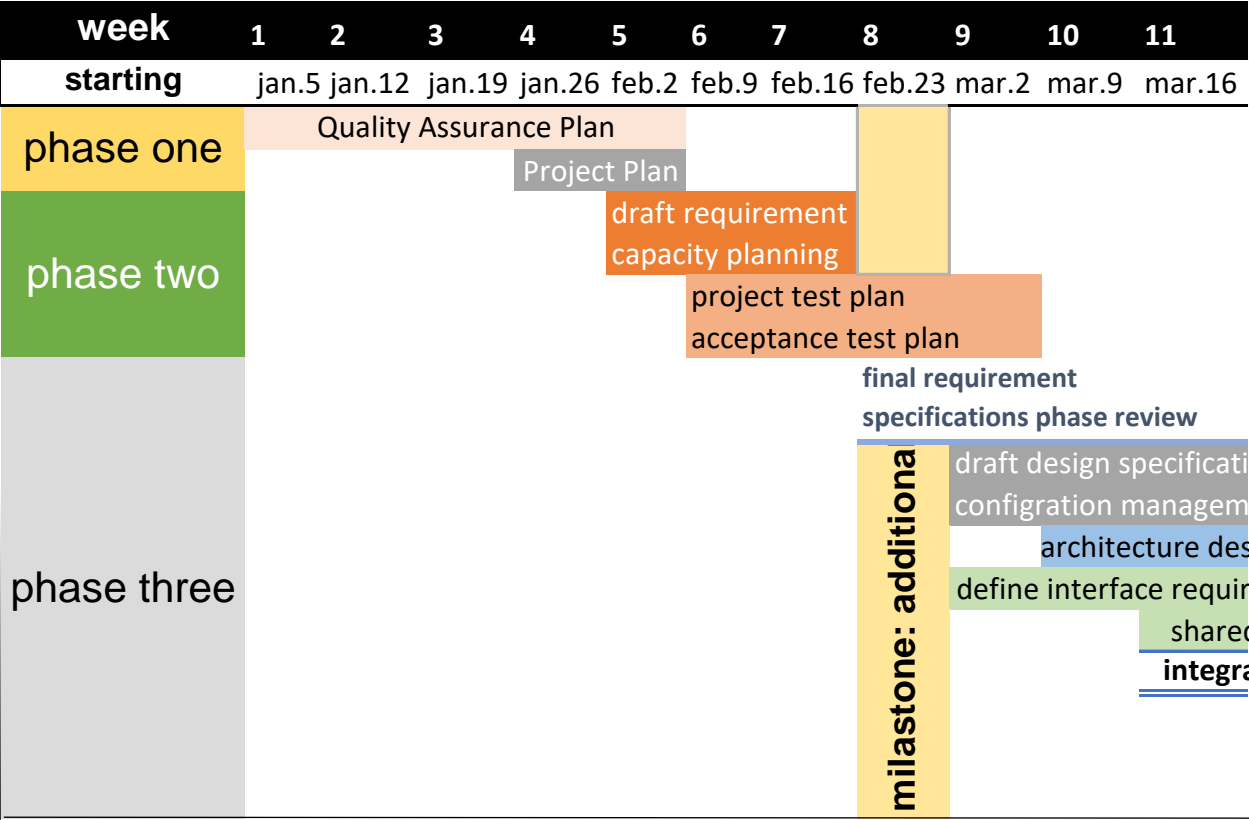 week 1 2 3 4 5 6 7 8 9 10 11
starting jan.5 jan.12 jan.19 jan.26 feb.2 feb.9 feb.16 feb.23 mar.2 mar.9 mar.16
phase one
Quality Assurance Plan
Project Plan
phase two
draft requirement
capacity planning
project test plan
acceptance test plan
phase three
final requirement
specifications phase review
milastone: additiona
draft design specificati
configration managem
architecture des
define interface requir
shared
integra